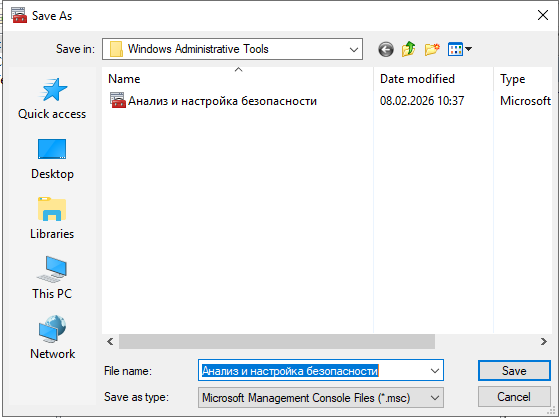 Save As
Save in:
Windows Administrative Tools
Name
Date modified
Type
Анализ и настройка безопасности
08.02.2026 10:37
Microsoft
Quick access
Desktop
Libraries
This PC
Network
File name:
Анализ и настройка безопасности
Save
Save as type:
Microsoft Management Console Files (*.msc)
Cancel